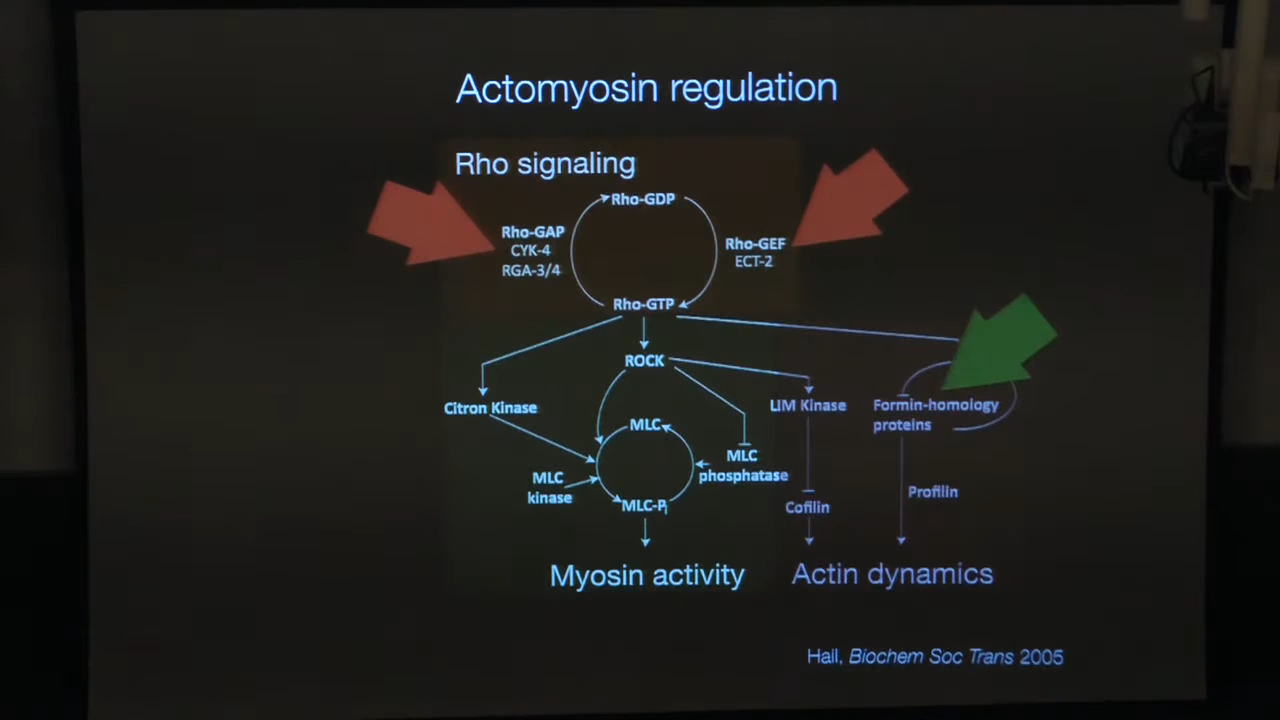 Actomyosin regulation
Rho signaling
Rho-GDP
Rho-GAP
CYK-4
RGA-3/4
Rho-GEF
ECT-2
Rho-GTP
ROCK
Citron Kinase
LIM Kinase
Formin-homology
proteins
MLC
MLC
phosphatase
MLC
kinase
MLC-Pi
Cofilin
Profilin
Myosin activity
Actin dynamics
Hall, Biochem Soc Trans 2005